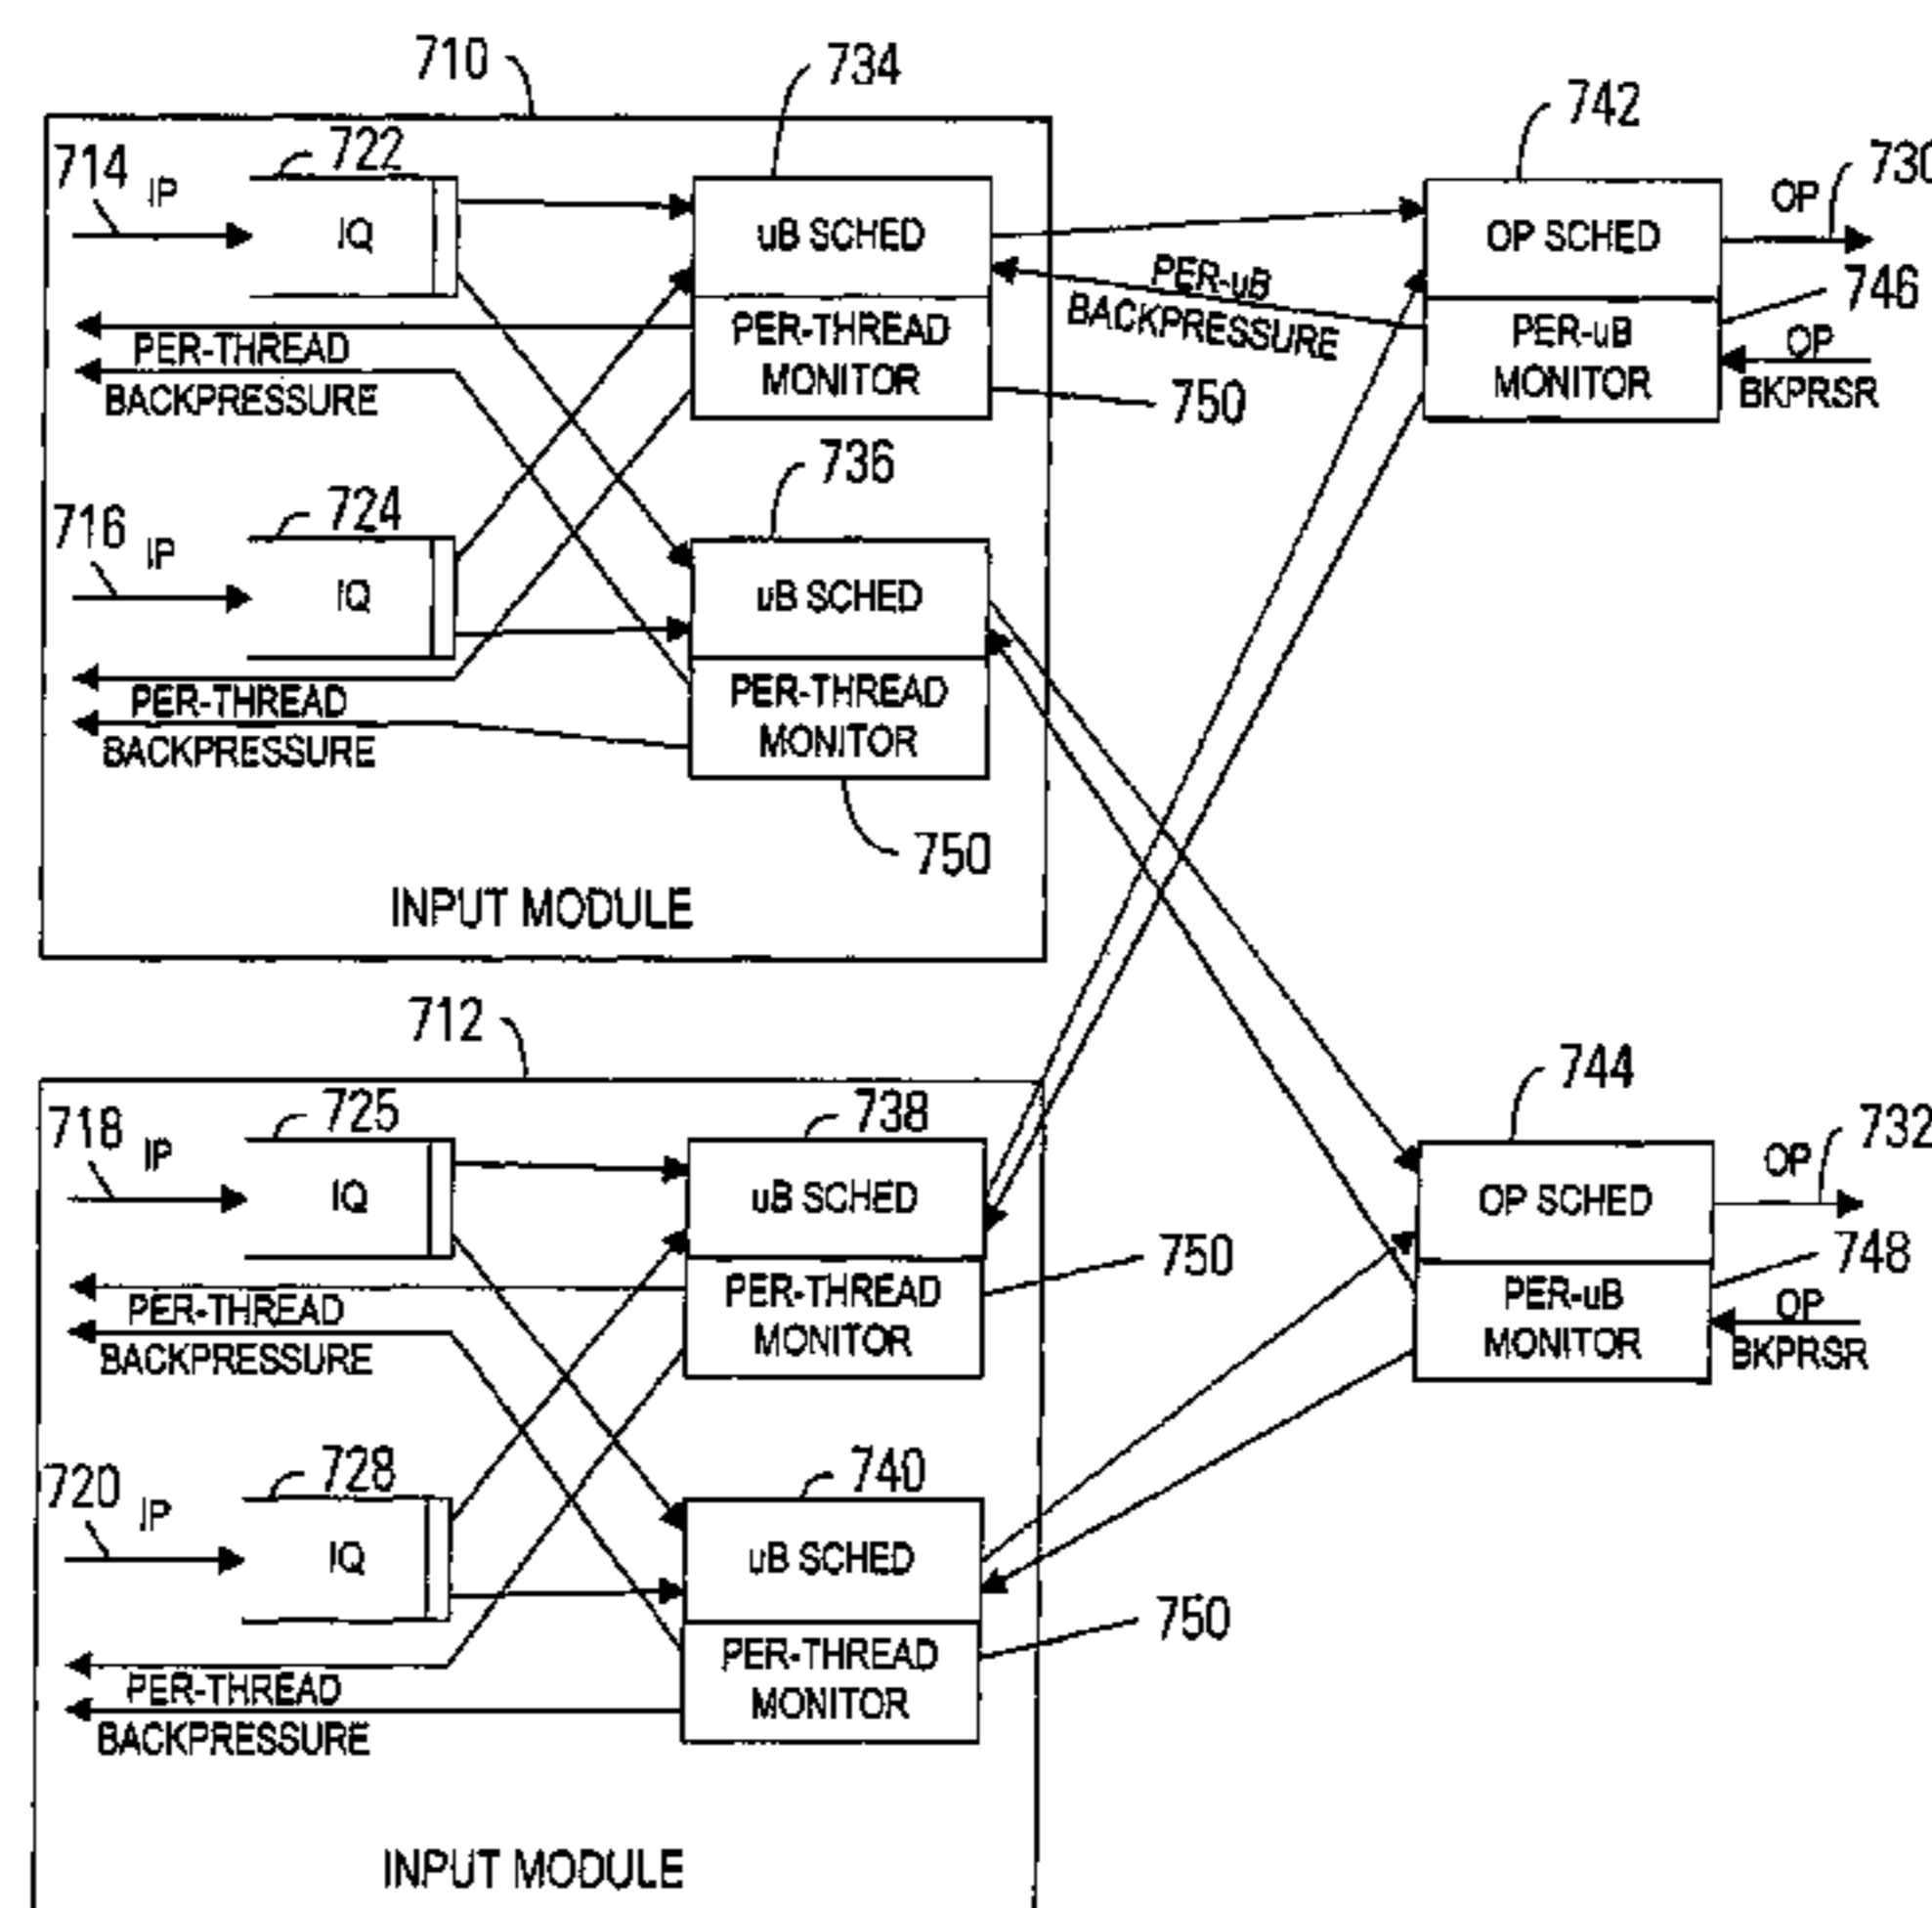 710
734
742
714
IP
722
IQ
uB SCHED
OP SCHED
OP
730
PER-uB
BACKPRESSURE
746
PER-THREAD
BACKPRESSURE
PER-THREAD
MONITOR
750
PER-uB
MONITOR
OP
BKPRSR
736
716
IP
724
IQ
uB SCHED
PER-THREAD
BACKPRESSURE
PER-THREAD
MONITOR
750
INPUT MODULE
712
744
718
IP
725
IQ
738
uB SCHED
OP SCHED
OP
732
750
748
PER-THREAD
BACKPRESSURE
PER-THREAD
MONITOR
PER-uB
MONITOR
OP
BKPRSR
720
IP
728
IQ
740
uB SCHED
750
PER-THREAD
BACKPRESSURE
PER-THREAD
MONITOR
INPUT MODULE